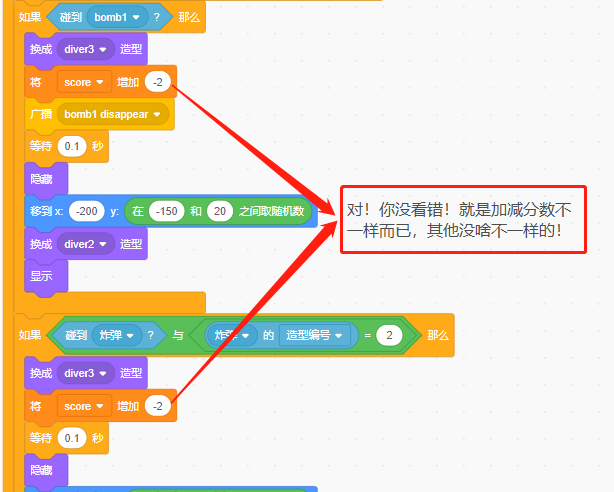 如果 碰到 bomb1 ? 那么
换成 diver3 造型
将 score 增加 -2
广播 bomb1 disappear
等待 0.1 秒
隐藏
移到 x: -200 y: 在 -150 和 20 之间取随机数
换成 diver2 造型
显示
对！你没看错！就是加减分数不
一样而已，其他没啥不一样的！
如果 碰到 炸弹 ? 与 炸弹 的 造型编号 = 2 那么
换成 diver3 造型
将 score 增加 -2
等待 0.1 秒
隐藏